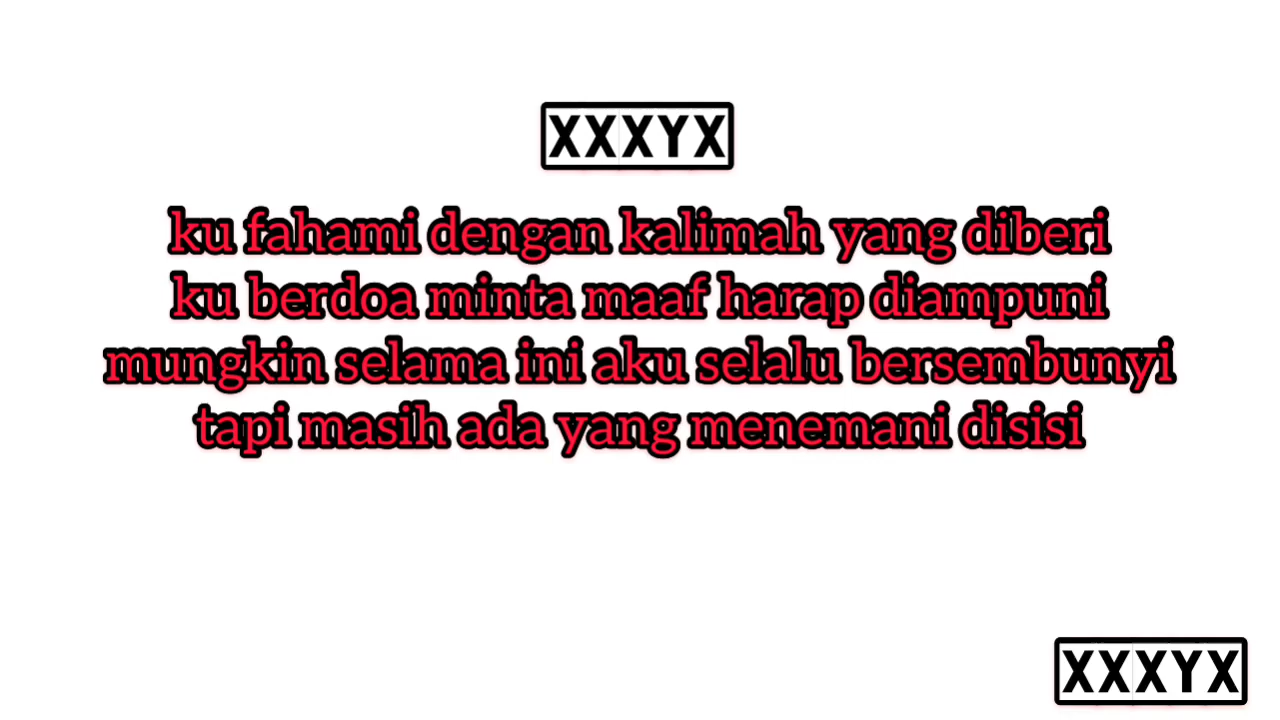 XXXYX
ku fahami dengan kalimah yang diberi
ku berdoa minta maaf harap diampuni
mungkin selama ini aku selalu bersembunyi
tapi masih ada yang menemani disisi
XXXYX